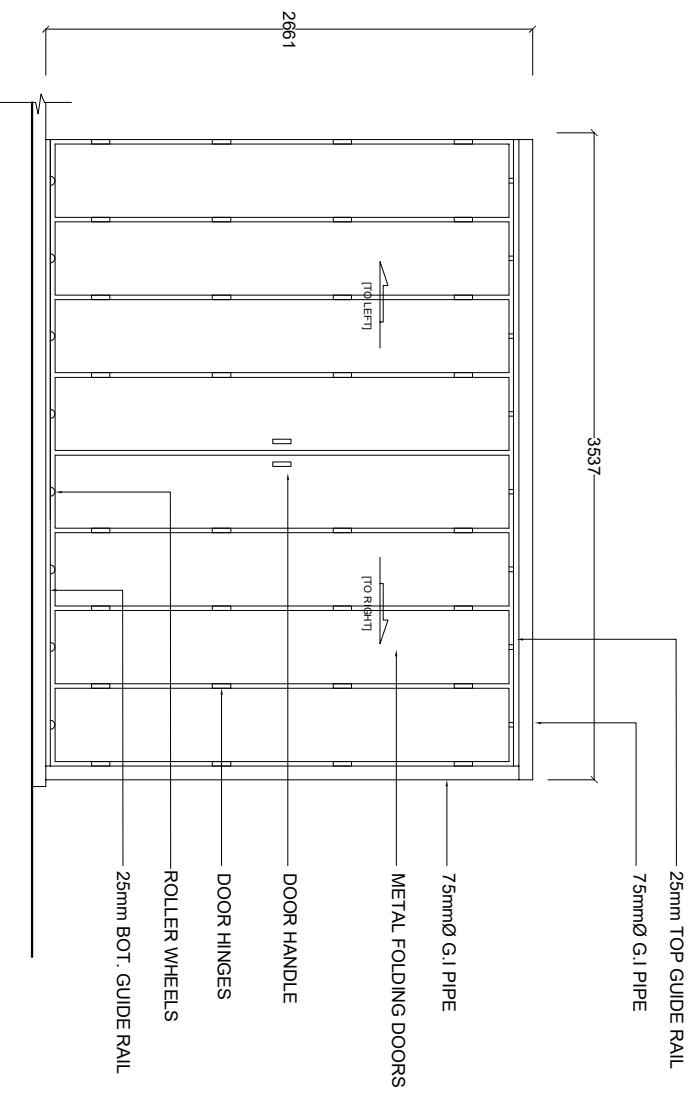 25mm TOP GUIDE RAIL
75mmØ G.I PIPE
3537
75mmØ G.I PIPE
METAL FOLDING DOORS
[TO LEFT]
[TO RIGHT]
2661
DOOR HANDLE
DOOR HINGES
ROLLER WHEELS
25mm BOT. GUIDE RAIL